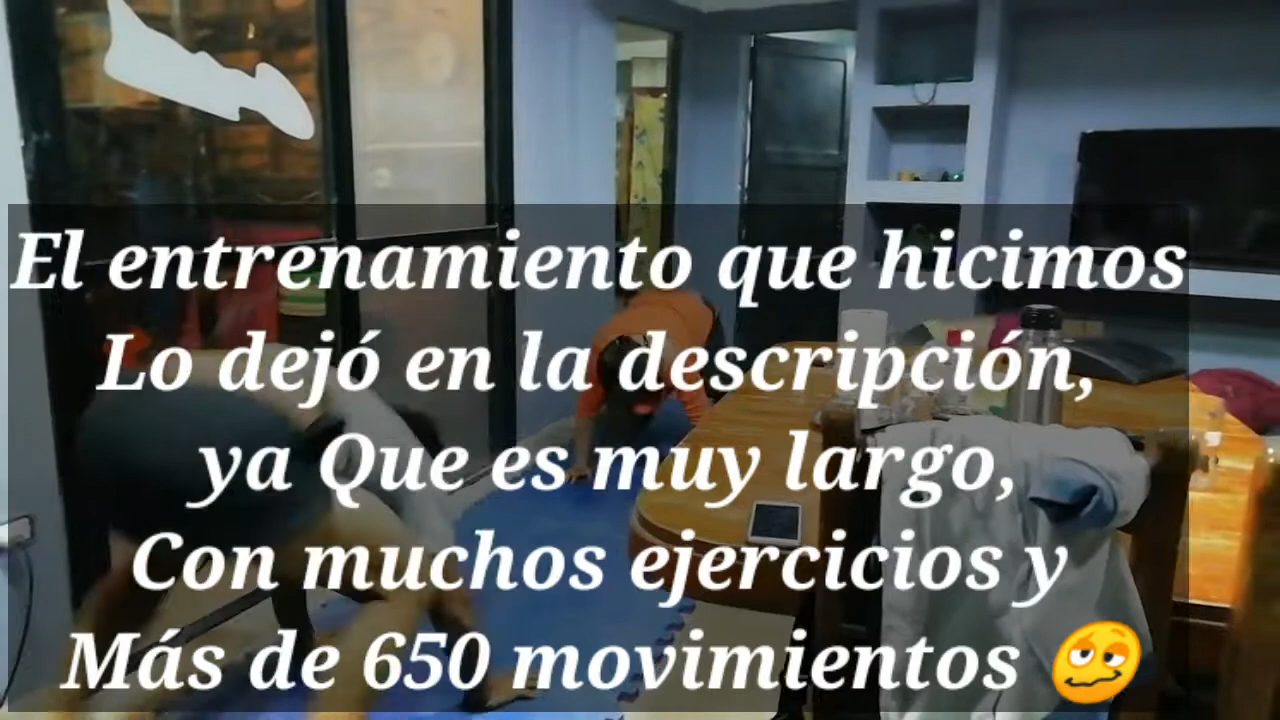 El entrenamiento que hicimos
Lo dejó en la descripción,
ya Que es muy largo,
Con muchos ejercicios y
Más de 650 movimientos 🥴